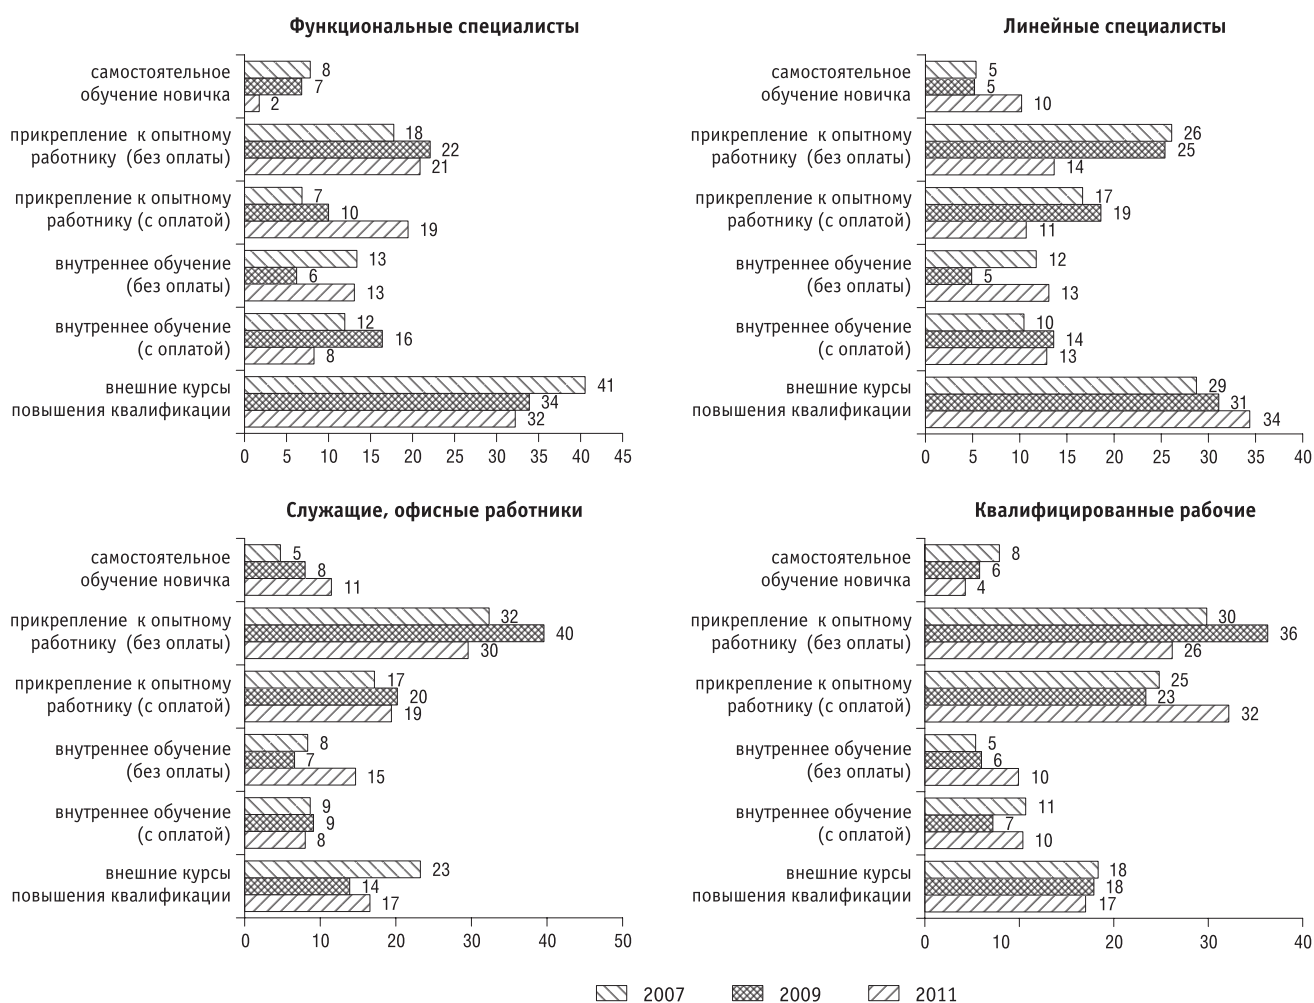 Функциональные специалисты
самостоятельное
обучение новичка
8
7
2
прикрепление к опытному
работнику (без оплаты)
18
22
21
прикрепление к опытному
работнику (с оплатой)
7
10
19
внутреннее обучение
(без оплаты)
13
6
13
внутреннее обучение
(с оплатой)
12
16
8
внешние курсы
повышения квалификации
41
34
32
0 5 10 15 20 25 30 35 40 45
Линейные специалисты
самостоятельное
обучение новичка
5
5
10
прикрепление к опытному
работнику (без оплаты)
26
25
14
прикрепление к опытному
работнику (с оплатой)
17
19
11
внутреннее обучение
(без оплаты)
12
5
13
внутреннее обучение
(с оплатой)
10
14
13
внешние курсы
повышения квалификации
29
31
34
0 5 10 15 20 25 30 35 40
Служащие, офисные работники
самостоятельное
обучение новичка
5
8
11
прикрепление к опытному
работнику (без оплаты)
32
40
30
прикрепление к опытному
работнику (с оплатой)
17
20
19
внутреннее обучение
(без оплаты)
8
7
15
внутреннее обучение
(с оплатой)
9
9
8
внешние курсы
повышения квалификации
23
14
17
0 10 20 30 40 50
Квалифицированные рабочие
самостоятельное
обучение новичка
8
6
4
прикрепление к опытному
работнику (без оплаты)
30
36
26
прикрепление к опытному
работнику (с оплатой)
25
23
32
внутреннее обучение
(без оплаты)
5
6
10
внутреннее обучение
(с оплатой)
11
7
10
внешние курсы
повышения квалификации
18
18
17
0 10 20 30 40
2007 2009 2011